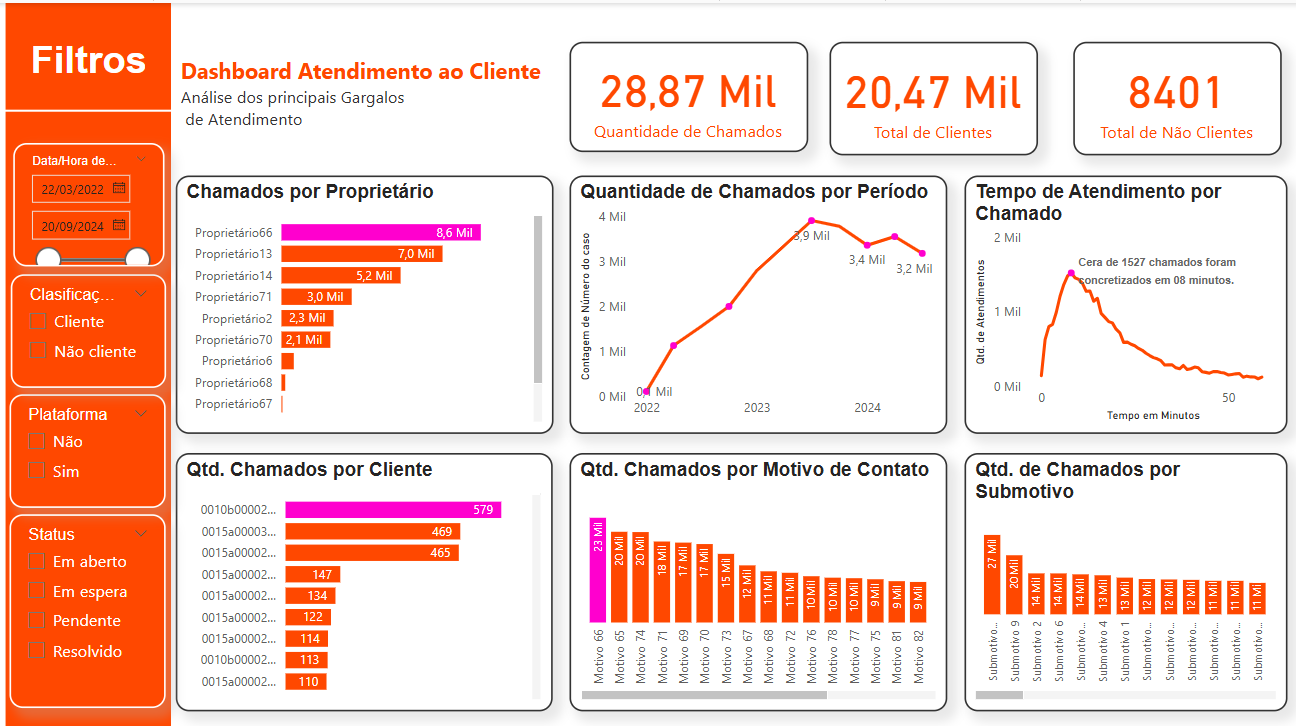 Filtros
Data/Hora de...
22/03/2022
20/09/2024
Clasificaç...
Cliente
Não cliente
Plataforma
Não
Sim
Status
Em aberto
Em espera
Pendente
Resolvido
Dashboard Atendimento ao Cliente
Análise dos principais Gargalos
de Atendimento
28,87 Mil
Quantidade de Chamados
20,47 Mil
Total de Clientes
8401
Total de Não Clientes
Chamados por Proprietário
Proprietário66 8,6 Mil
Proprietário13 7,0 Mil
Proprietário14 5,2 Mil
Proprietário71 3,0 Mil
Proprietário2 2,3 Mil
Proprietário70 2,1 Mil
Proprietário6
Proprietário68
Proprietário67
Quantidade de Chamados por Período
Contagem de Número do caso
4 Mil
3 Mil
2 Mil
1 Mil
0 Mil
3,9 Mil
3,4 Mil
3,2 Mil
2022 2023 2024
Tempo de Atendimento por
Chamado
Qtd. de Atendimentos
2 Mil
1 Mil
0 Mil
Cera de 1527 chamados foram
concretizados em 08 minutos.
0 50
Tempo em Minutos
Qtd. Chamados por Cliente
0010b00002... 579
0015a00003... 469
0015a00002... 465
0015a00002... 147
0015a00002... 134
0015a00002... 122
0015a00002... 114
0010b00002... 113
0015a00002... 110
Qtd. Chamados por Motivo de Contato
23 Mil 20 Mil 20 Mil 18 Mil 17 Mil 17 Mil 15 Mil 12 Mil 11 Mil 11 Mil 10 Mil 10 Mil 10 Mil 9 Mil 9 Mil 9 Mil
Motivo 66 Motivo 65 Motivo 74 Motivo 71 Motivo 69 Motivo 70 Motivo 73 Motivo 67 Motivo 68 Motivo 72 Motivo 76 Motivo 78 Motivo 77 Motivo 75 Motivo 81 Motivo 82
Qtd. de Chamados por
Submotivo
27 Mil 20 Mil 14 Mil 14 Mil 14 Mil 13 Mil 13 Mil 12 Mil 12 Mil 12 Mil 11 Mil 11 Mil 11 Mil
Submotivo... Submotivo 9 Submotivo 2 Submotivo 6 Submotivo... Submotivo 4 Submotivo 1 Submotivo... Submotivo... Submotivo... Submotivo... Submotivo... Submotivo...